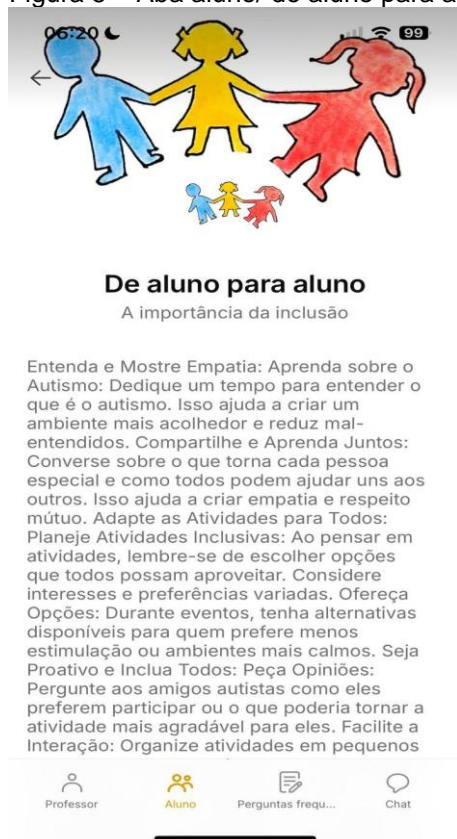 Figura 3 – Aba aluno/ de aluno para a
06:20
99
De aluno para aluno
A importância da inclusão
Entenda e Mostre Empatia: Aprenda sobre o
Autismo: Dedique um tempo para entender o
que é o autismo. Isso ajuda a criar um
ambiente mais acolhedor e reduz mal-
entendidos. Compartilhe e Aprenda Juntos:
Converse sobre o que torna cada pessoa
especial e como todos podem ajudar uns aos
outros. Isso ajuda a criar empatia e respeito
mútuo. Adapte as Atividades para Todos:
Planeje Atividades Inclusivas: Ao pensar em
atividades, lembre-se de escolher opções
que todos possam aproveitar. Considere
interesses e preferências variadas. Ofereça
Opções: Durante eventos, tenha alternativas
disponíveis para quem prefere menos
estimulação ou ambientes mais calmos. Seja
Proativo e Inclua Todos: Peça Opiniões:
Pergunte aos amigos autistas como eles
preferem participar ou o que poderia tornar a
atividade mais agradável para eles. Facilite a
Interação: Organize atividades em pequenos
Professor
Aluno
Perguntas frequ...
Chat